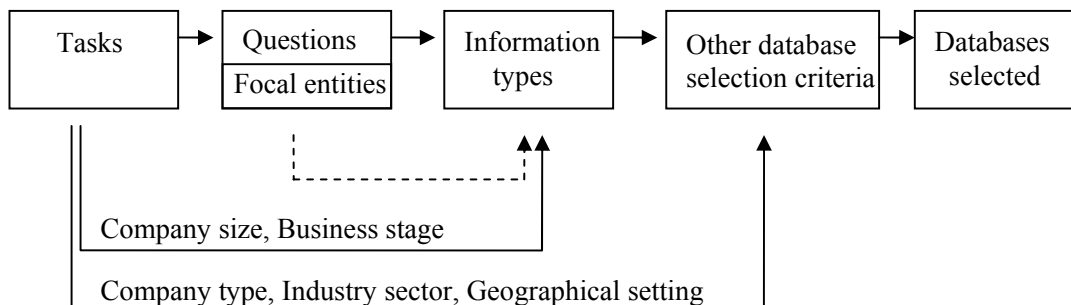 Tasks
Questions
Focal entities
Information
types
Other database
selection criteria
Databases
selected
Company size, Business stage
Company type, Industry sector, Geographical setting